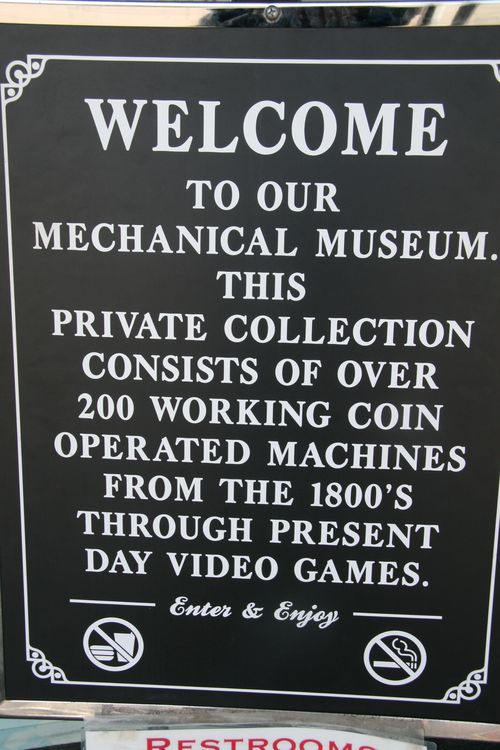 WELCOME
TO OUR
MECHANICAL MUSEUM.
THIS
PRIVATE COLLECTION
CONSISTS OF OVER
200 WORKING COIN
OPERATED MACHINES
FROM THE 1800'S
THROUGH PRESENT
DAY VIDEO GAMES.
Enter & Enjoy
RESTROOMS